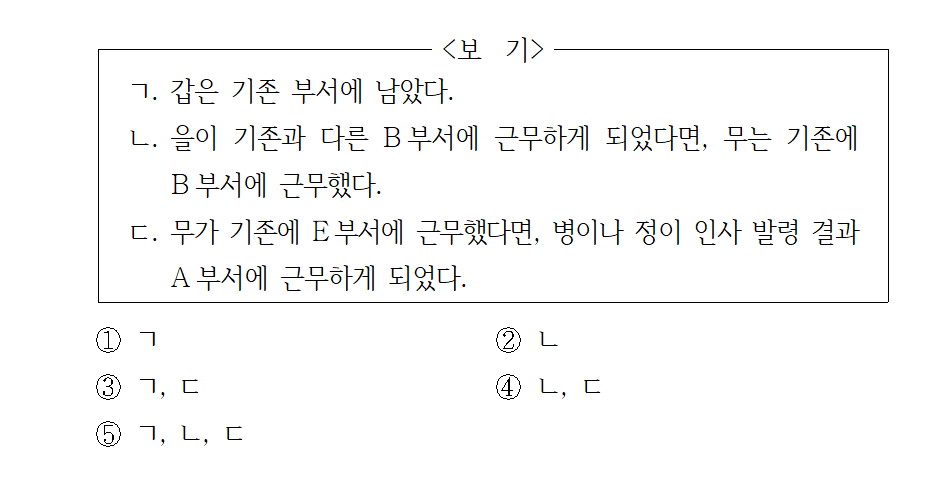 <보 기>
ㄱ. 갑은 기존 부서에 남았다.
ㄴ. 을이 기존과 다른 B부서에 근무하게 되었다면, 무는 기존에
B부서에 근무했다.
ㄷ. 무가 기존에 E부서에 근무했다면, 병이나 정이 인사 발령 결과
A부서에 근무하게 되었다.
① ㄱ ② ㄴ
③ ㄱ, ㄷ ④ ㄴ, ㄷ
⑤ ㄱ, ㄴ, ㄷ